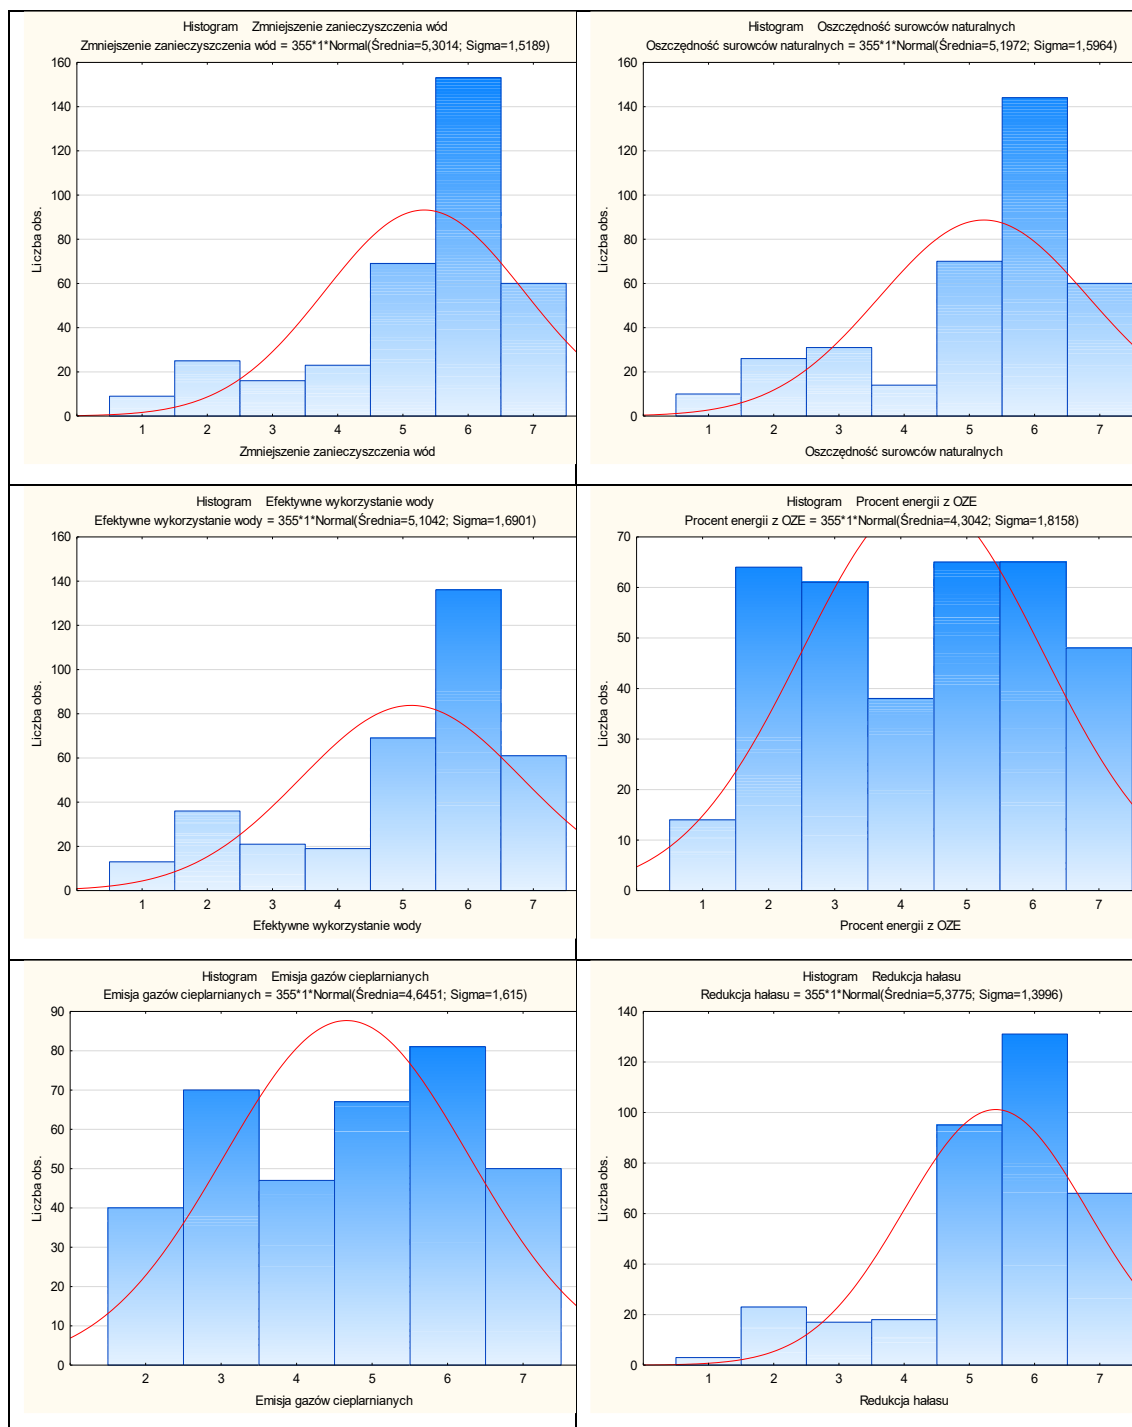 Histogram Zmniejszenie zanieczyszczenia wód
Zmniejszenie zanieczyszczenia wód = 355*1*Normal(Średnia=5,3014; Sigma=1,5189)
160
140
120
100
80
60
40
20
0
Liczba obs.
1 2 3 4 5 6 7
Zmniejszenie zanieczyszczenia wód
Histogram Oszczędność surowców naturalnych
Oszczędność surowców naturalnych = 355*1*Normal(Średnia=5,1972; Sigma=1,5964)
160
140
120
100
80
60
40
20
0
Liczba obs.
1 2 3 4 5 6 7
Oszczędność surowców naturalnych
Histogram Efektywne wykorzystanie wody
Efektywne wykorzystanie wody = 355*1*Normal(Średnia=5,1042; Sigma=1,6901)
160
140
120
100
80
60
40
20
0
Liczba obs.
1 2 3 4 5 6 7
Efektywne wykorzystanie wody
Histogram Procent energii z OZE
Procent energii z OZE = 355*1*Normal(Średnia=4,3042; Sigma=1,8158)
70
60
50
40
30
20
10
0
Liczba obs.
1 2 3 4 5 6 7
Procent energii z OZE
Histogram Emisja gazów cieplarnianych
Emisja gazów cieplarnianych = 355*1*Normal(Średnia=4,6451; Sigma=1,615)
90
80
70
60
50
40
30
20
10
0
Liczba obs.
2 3 4 5 6 7
Emisja gazów cieplarnianych
Histogram Redukcja hałasu
Redukcja hałasu = 355*1*Normal(Średnia=5,3775; Sigma=1,3996)
140
120
100
80
60
40
20
0
Liczba obs.
1 2 3 4 5 6 7
Redukcja hałasu